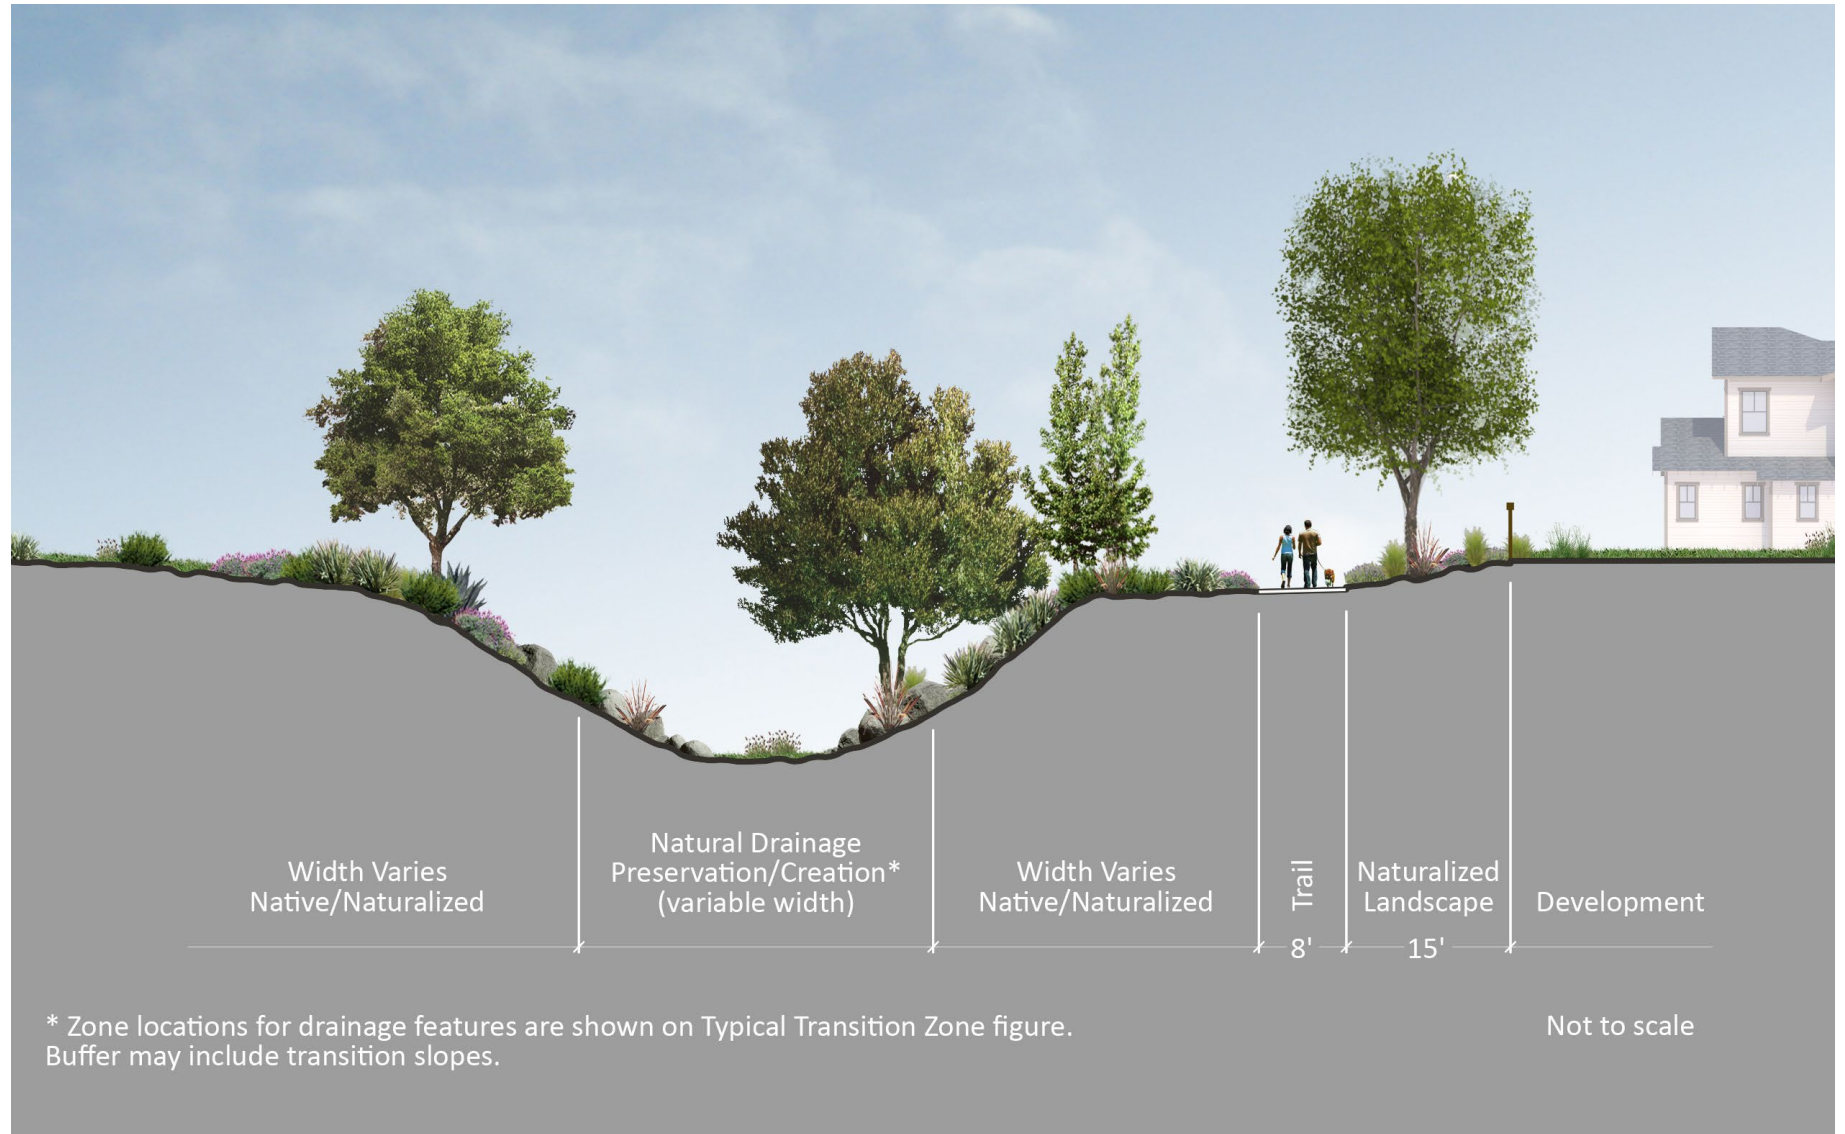 Width Varies
Native/Naturalized
Natural Drainage
Preservation/Creation*
(variable width)
Width Varies
Native/Naturalized
Trail
8'
Naturalized
Landscape
15'
Development
* Zone locations for drainage features are shown on Typical Transition Zone figure.
Buffer may include transition slopes.
Not to scale